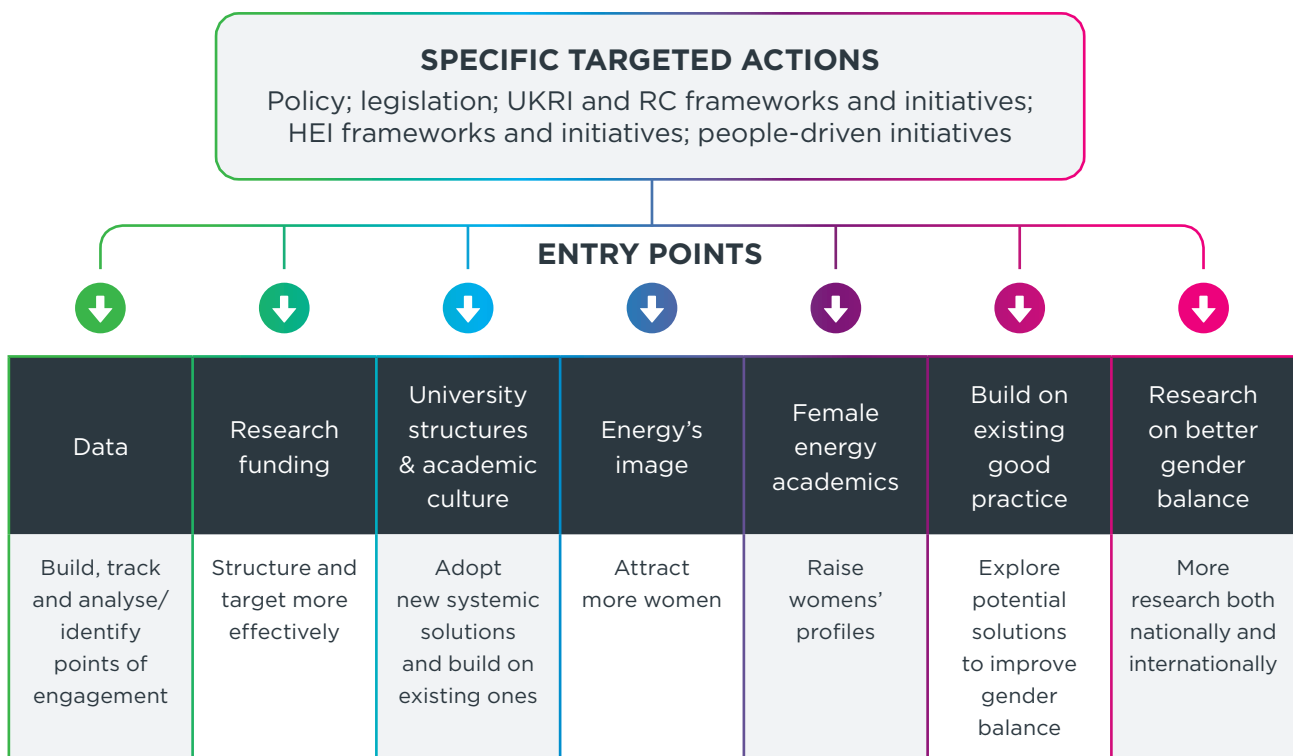 SPECIFIC TARGETED ACTIONS
Policy; legislation; UKRI and RC frameworks and initiatives;
HEI frameworks and initiatives; people-driven initiatives
ENTRY POINTS
Data
Research
funding
University
structures
& academic
culture
Energy’s
image
Female
energy
academics
Build on
existing
good
practice
Research
on better
gender
balance
Build, track
and analyse/
identify
points of
engagement
Structure and
target more
effectively
Adopt
new systemic
solutions
and build on
existing ones
Attract
more women
Raise
womens’
profiles
Explore
potential
solutions
to improve
gender
balance
More
research both
nationally and
internationally